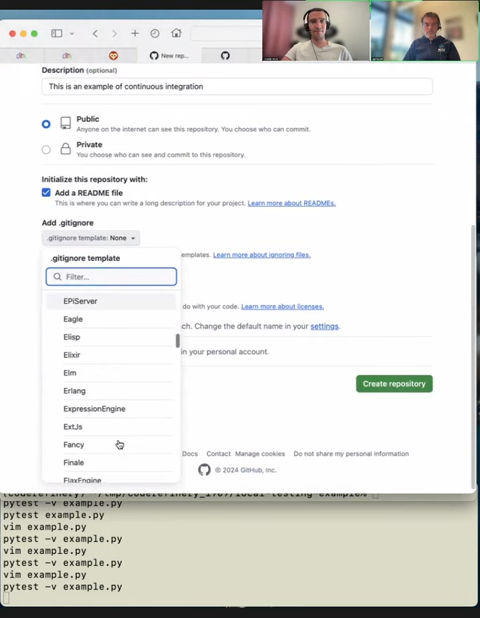 New rep...
Description (optional)
This is an example of continuous integration
Public
Anyone on the internet can see this repository. You choose who can commit.
Private
You choose who can see and commit to this repository.
Initialize this repository with:
Add a README file
This is where you can write a long description for your project. Learn more about READMEs.
Add .gitignore
.gitignore template: None
.gitignore template
emplates. Learn more about ignoring files.
Filter...
EPiServer
do with your code. Learn more about licenses.
Eagle
ch. Change the default name in your settings.
Elisp
Elixir
in your personal account.
Elm
Create repository
Erlang
ExpressionEngine
ExtJs
Fancy
Docs Contact Manage cookies Do not share my personal information
Finale
© 2024 GitHub, Inc.
FlaxEngine
pytest -v example.py
pytest example.py
vim example.py
pytest -v example.py
vim example.py
pytest -v example.py
vim example.py
pytest -v example.py